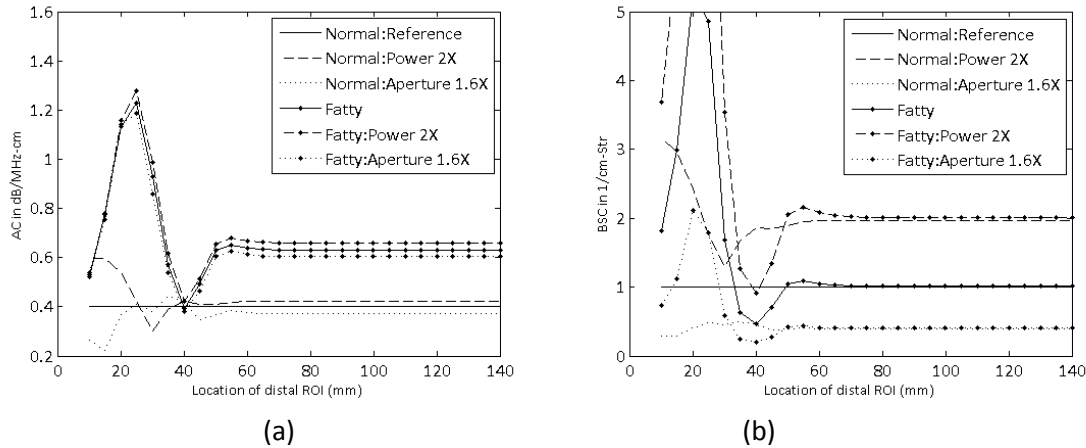 1.4
1.2
1
0.8
0.6
0.4
0.2
AC in dB/MHz-cm
Normal:Reference
Normal:Power 2X
Normal:Aperture 1.6X
Fatty
Fatty:Power 2X
Fatty:Aperture 1.6X
0 20 40 60 80 100 120 140
Location of distal ROI (mm)
(a)
5
4
3
2
1
0
BSC in 1/cm-Str
Normal:Reference
Normal:Power 2X
Normal:Aperture 1.6X
Fatty
Fatty:Power 2X
Fatty:Aperture 1.6X
0 20 40 60 80 100 120 140
Location of distal ROI (mm)
(b)